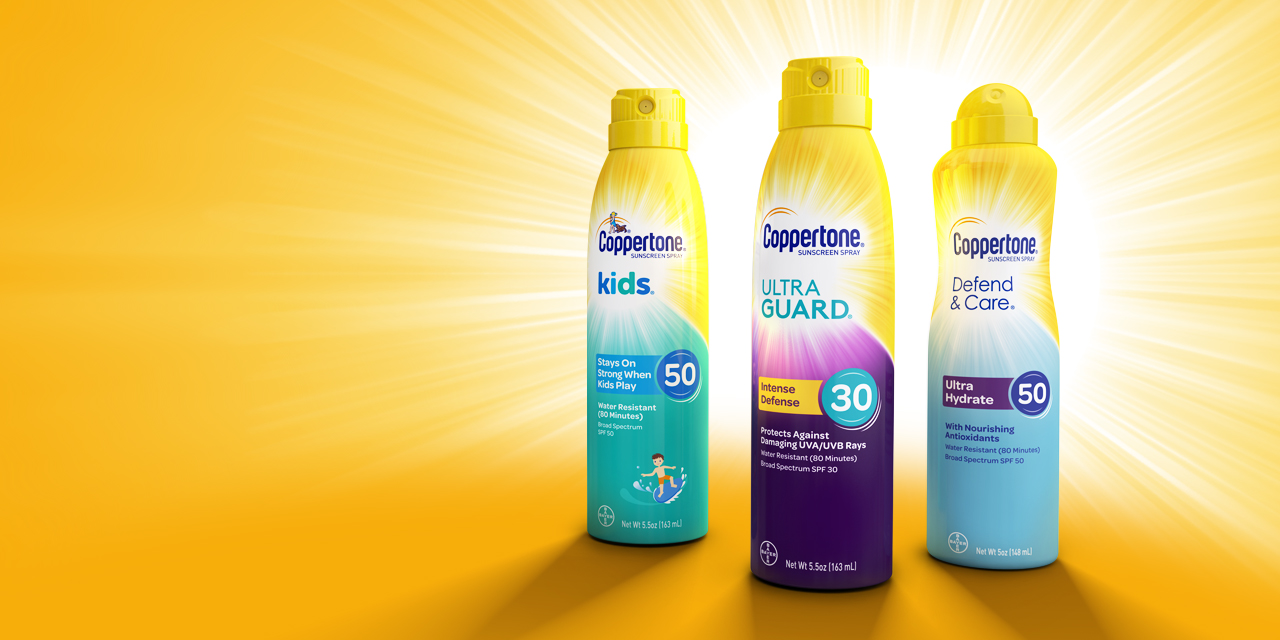 Coppertone®
SUNSCREEN SPRAY
kids®
Stays On
Strong When
Kids Play
50
Water Resistant
(80 Minutes)
Broad Spectrum
SPF 50
BAYER
Net Wt 5.5oz (163 mL)
Coppertone®
SUNSCREEN SPRAY
ULTRA
GUARD®
Intense
Defense
30
Protects Against
Damaging UVA/UVB Rays
Water Resistant (80 Minutes)
Broad Spectrum SPF 30
BAYER
Net Wt 5.5oz (163 mL)
Coppertone®
SUNSCREEN SPRAY
Defend
& Care®
Ultra
Hydrate
50
With Nourishing
Antioxidants
Water Resistant (80 Minutes)
Broad Spectrum SPF 50
BAYER
Net Wt 5oz (148 mL)